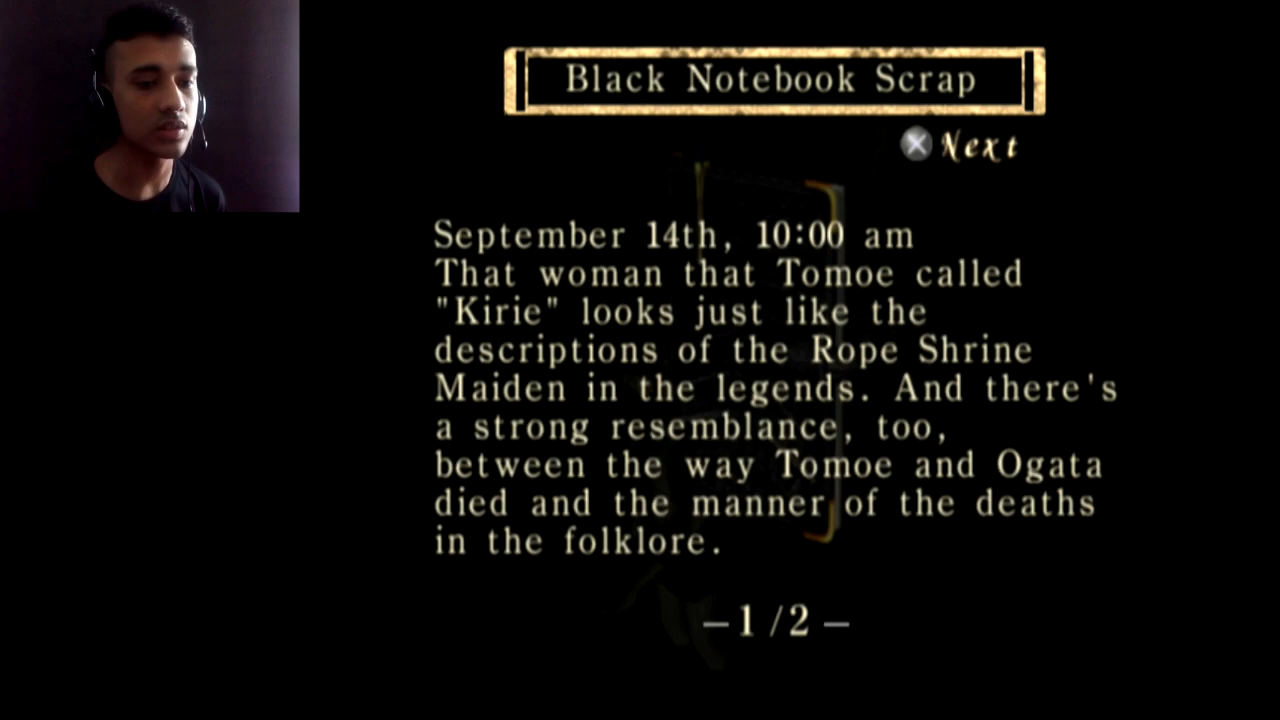 Black Notebook Scrap
Next
September 14th, 10:00 am
That woman that Tomoe called
"Kirie" looks just like the
descriptions of the Rope Shrine
Maiden in the legends. And there's
a strong resemblance, too,
between the way Tomoe and Ogata
died and the manner of the deaths
in the folklore.
-1/2-